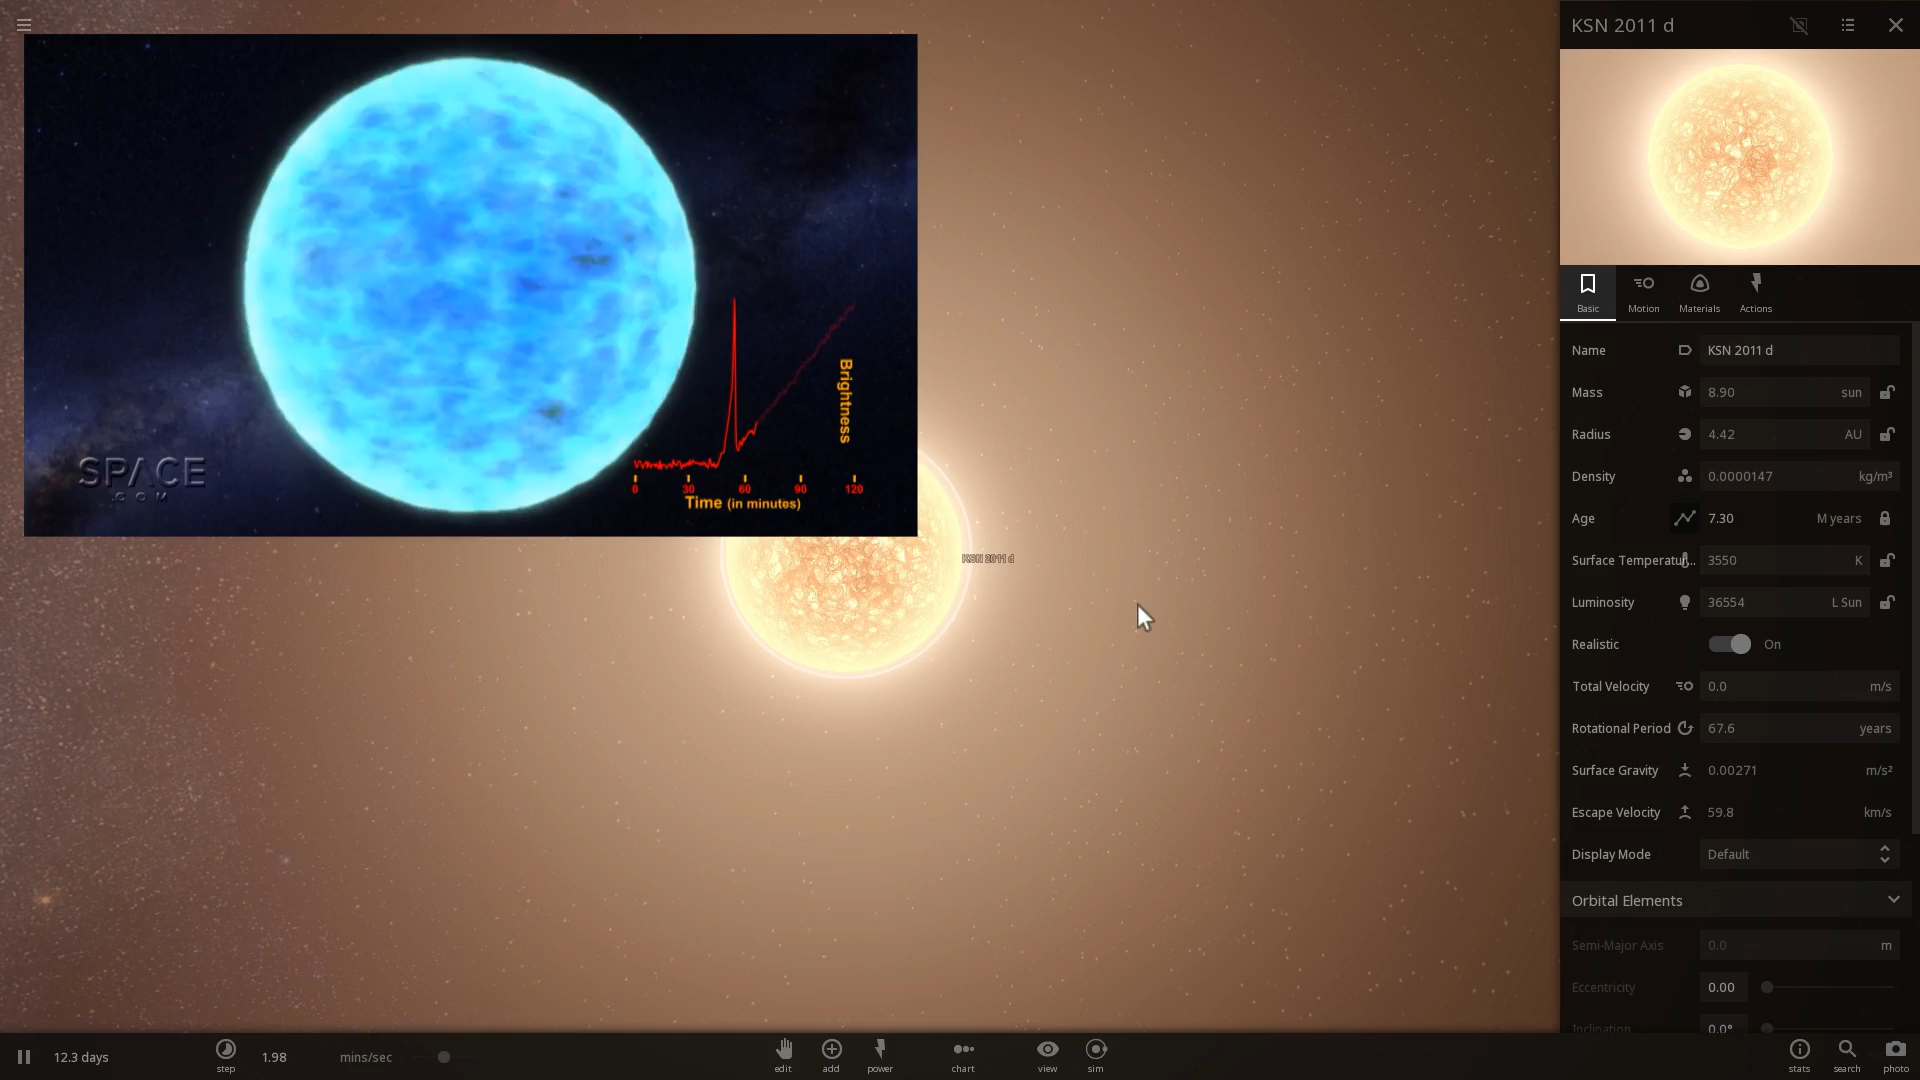 KSN 2011 d
SPACE
.COM
Brightness
0 30 60 90 120
Time (in minutes)
KSN 2011 d
Basic Motion Materials Actions
Name KSN 2011 d
Mass 8.90 sun
Radius 4.42 AU
Density 0.0000147 kg/m³
Age 7.30 M years
Surface Temperatur... 3550 K
Luminosity 36554 L Sun
Realistic On
Total Velocity 0.0 m/s
Rotational Period 67.6 years
Surface Gravity 0.00271 m/s²
Escape Velocity 59.8 km/s
Display Mode Default
Orbital Elements
Semi-Major Axis 0.0 m
Eccentricity 0.00
Inclination 0.0°
12.3 days step 1.98 mins/sec edit add power chart view sim stats search photo